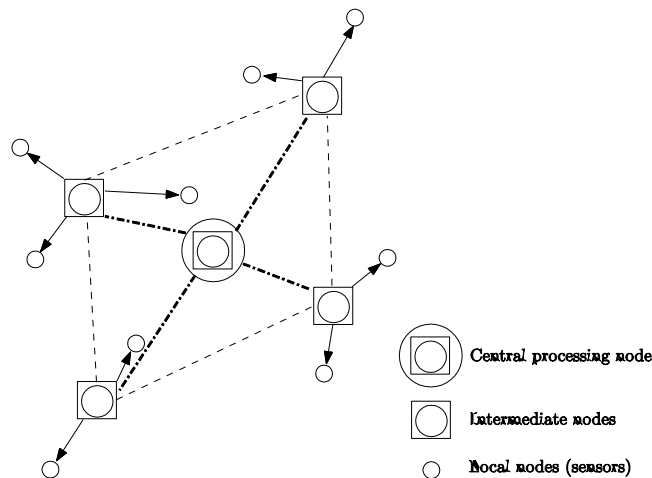 Central processing node
Intermediate nodes
Local nodes (sensors)